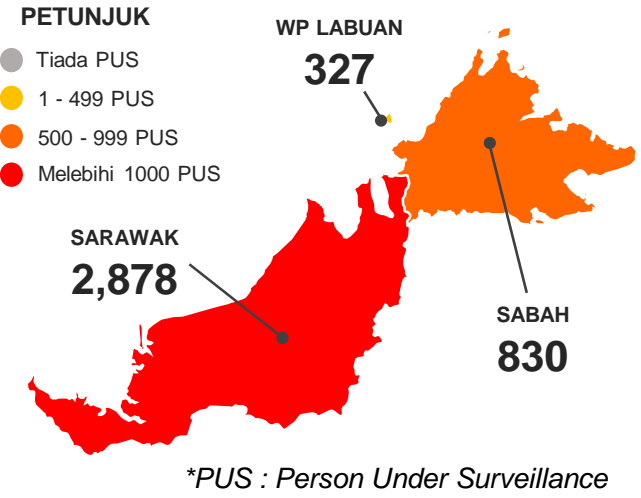 PETUNJUK
Tiada PUS
1 - 499 PUS
500 - 999 PUS
Melebihi 1000 PUS
WP LABUAN
327
SARAWAK
2,878
SABAH
830
*PUS : Person Under Surveillance